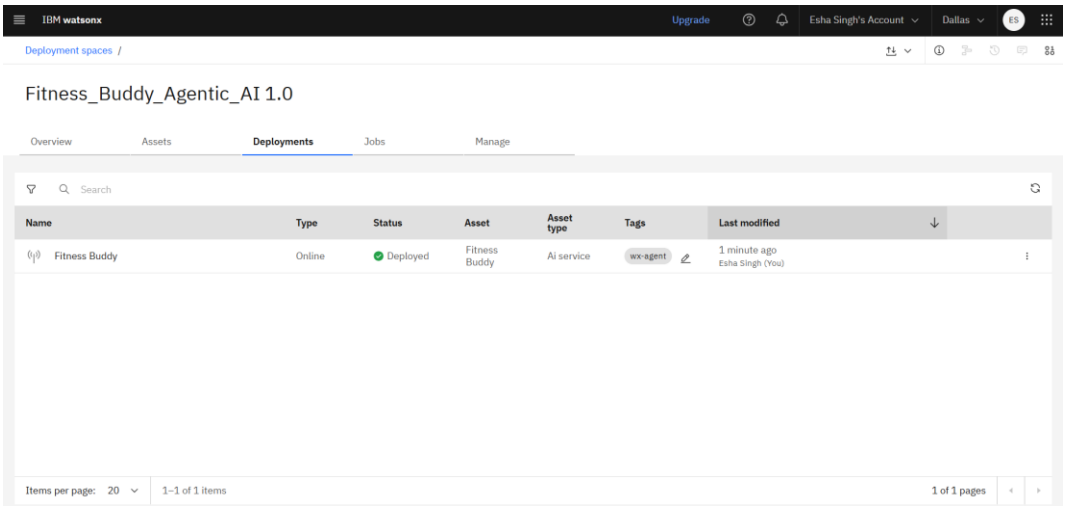 IBM watsonx Upgrade Esha Singh's Account Dallas ES
Deployment spaces /
Fitness_Buddy_Agentic_AI 1.0
Overview Assets Deployments Jobs Manage
Search
Name Type Status Asset Asset type Tags Last modified
Fitness Buddy Online Deployed Fitness Buddy Ai service wx-agent 1 minute ago
Esha Singh (You)
Items per page: 20 1–1 of 1 items 1 of 1 pages